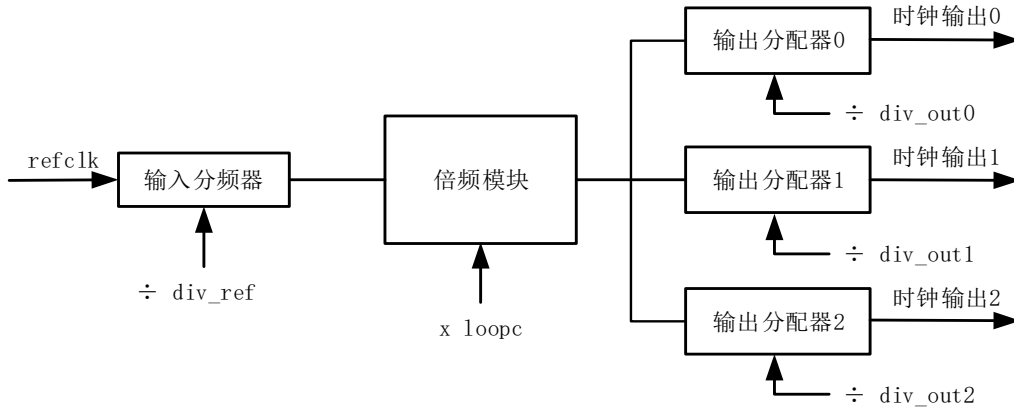 时钟输出0
输出分配器0
÷ div_out0
refclk
输入分频器
÷ div_ref
倍频模块
x loopc
时钟输出1
输出分配器1
÷ div_out1
时钟输出2
输出分配器2
÷ div_out2